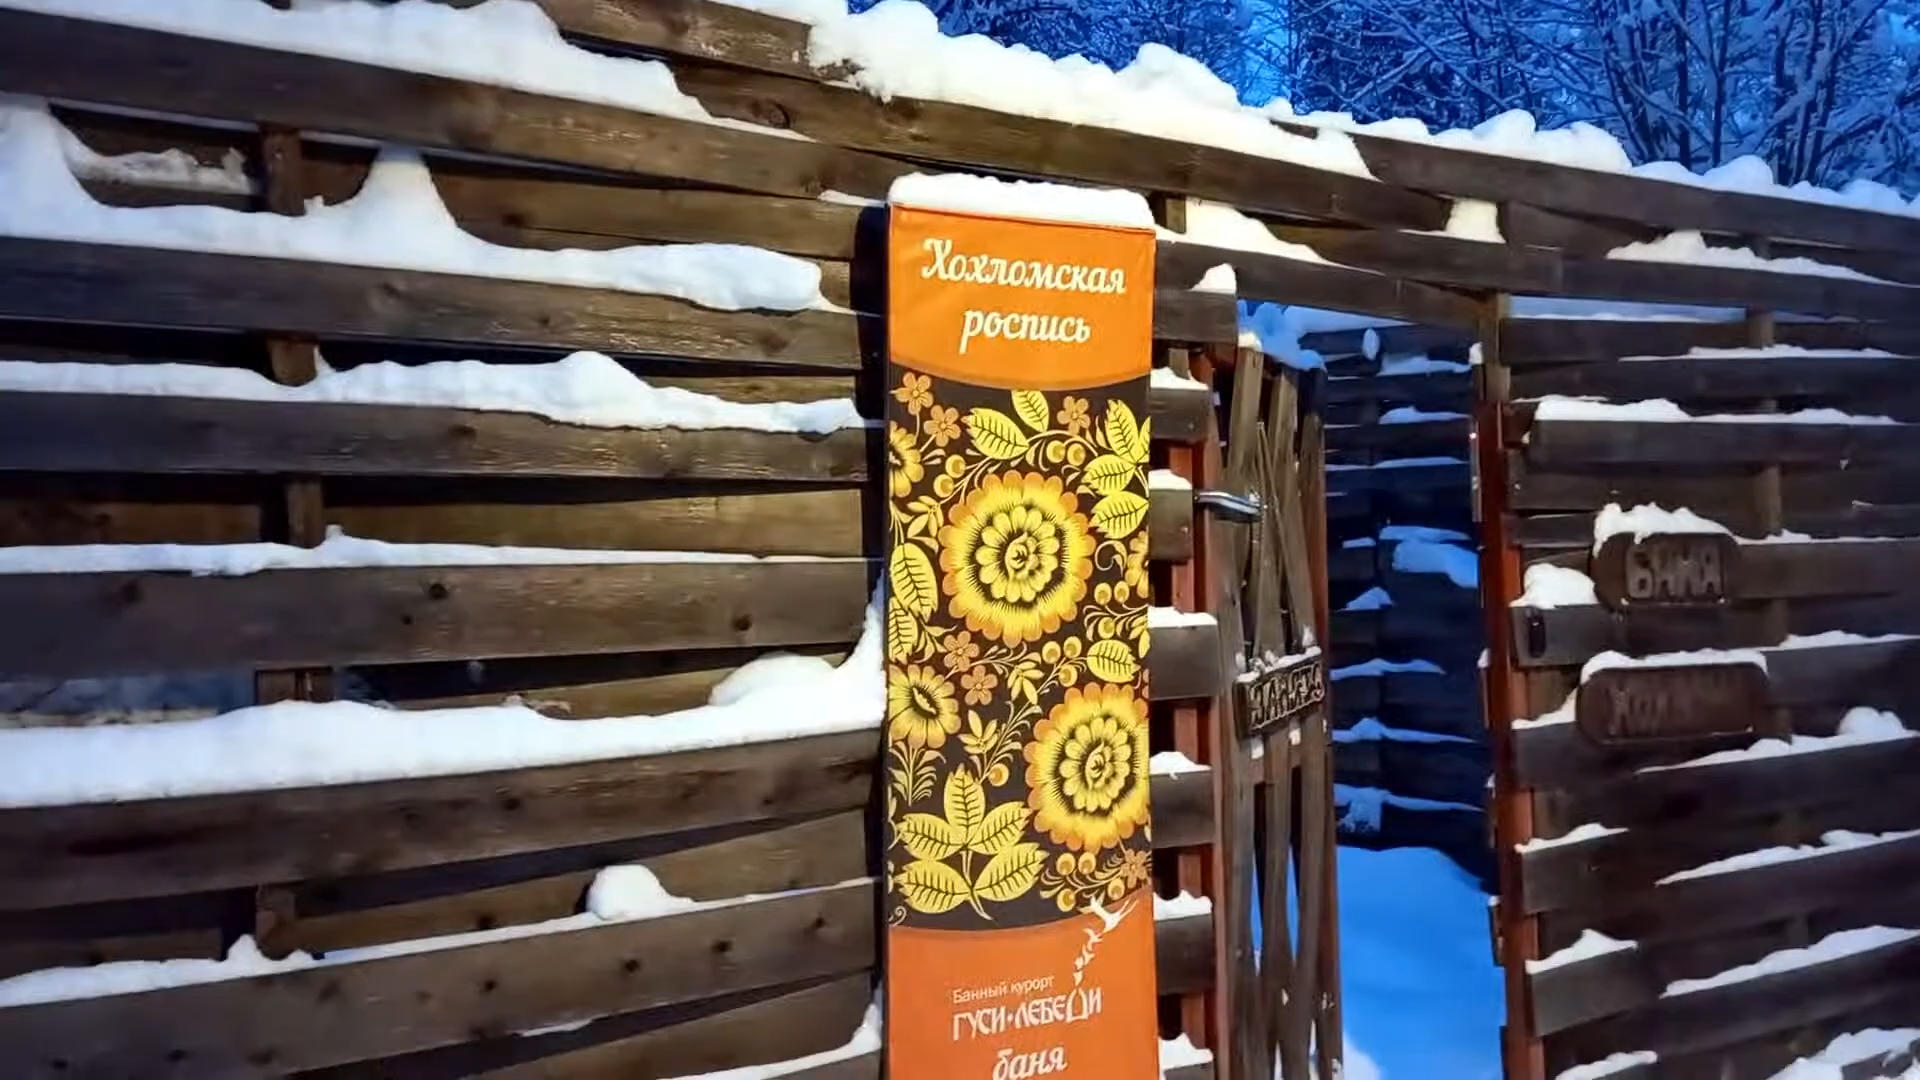 Хохломская
роспись
Банный курорт
ГУСИ·ЛЕБЕДИ
баня
БАНЯ